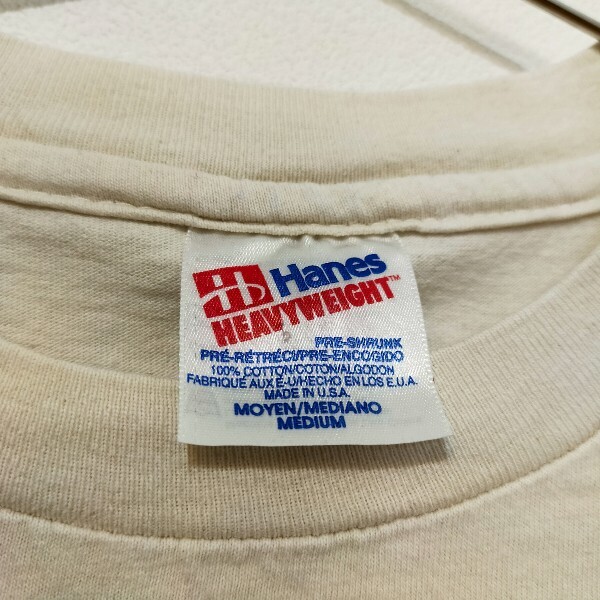 Hb Hanes
HEAVYWEIGHT™
PRE-SHRUNK
PRÉ-RÉTRÉCI/PRE-ENCOGIDO
100% COTTON/COTON/ALGODON
FABRIQUÉ AUX É-U/HECHO EN LOS E.U.A.
MADE IN U.S.A.
MOYEN/MEDIANO
MEDIUM